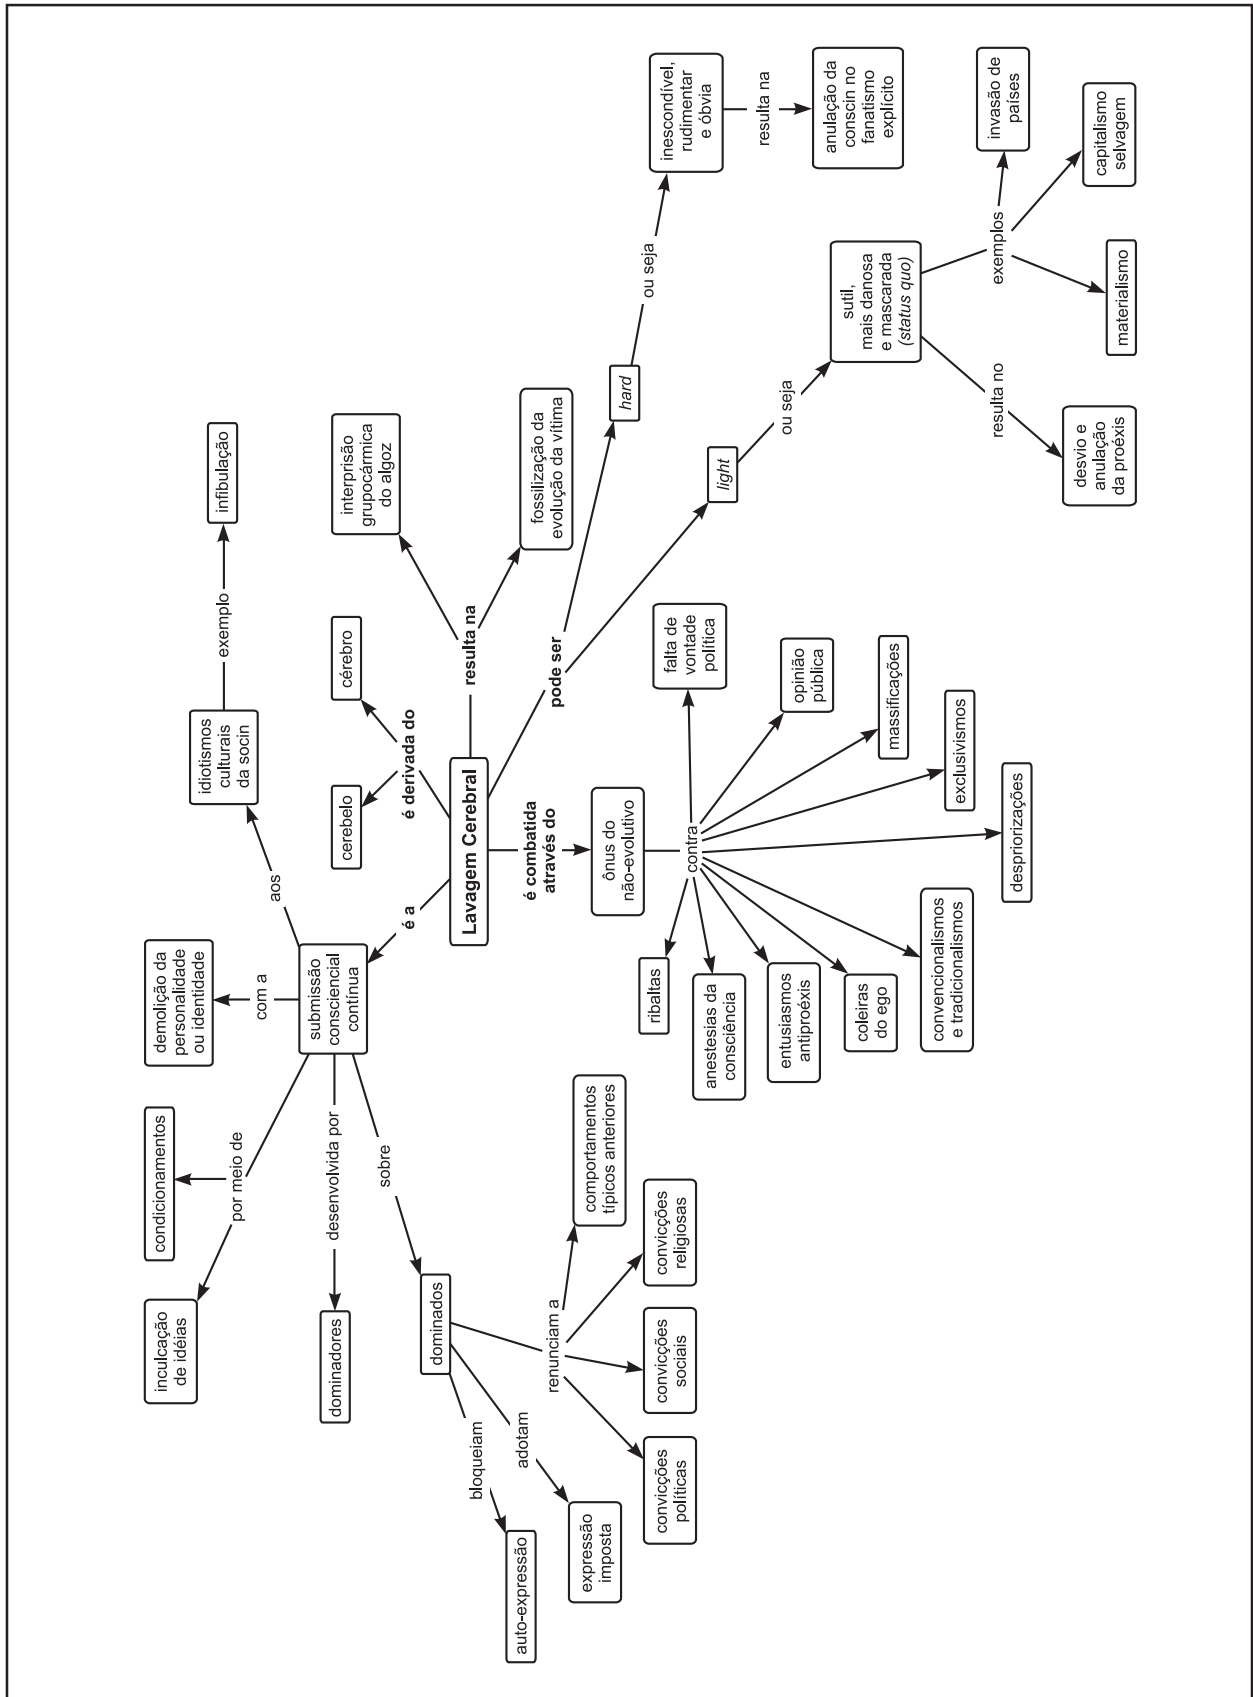 inculcação
de idéias
condicionamentos
demolição da
personalidade
ou identidade
idiotismos
culturais
da socin
exemplo
infibulação
por meio de
com a
aos
dominadores
desenvolvida por
submissão
consciencial
contínua
sobre
é a
cerebelo
cérebro
é derivada do
interprisão
grupocármica
do algoz
resulta na
fossilização da
evolução da vítima
Lavagem Cerebral
dominados
bloqueiam
adotam
renunciam a
auto-expressão
expressão
imposta
comportamentos
típicos anteriores
convicções
políticas
convicções
sociais
convicções
religiosas
é combatida
através do
ônus do
não-evolutivo
contra
ribaltas
anestesias da
consciência
entusiasmos
antiproéxis
coleiras
do ego
convencionalismos
e tradicionalismos
despriorizações
exclusivismos
massificações
opinião
pública
falta de
vontade
política
pode ser
hard
ou seja
inescondível,
rudimentar
e óbvia
resulta na
anulação da
conscin no
fanatismo
explícito
light
ou seja
sutil,
mais danosa
e mascarada
(status quo)
resulta no
desvio e
anulação
da proéxis
exemplos
materialismo
capitalismo
selvagem
invasão de
países